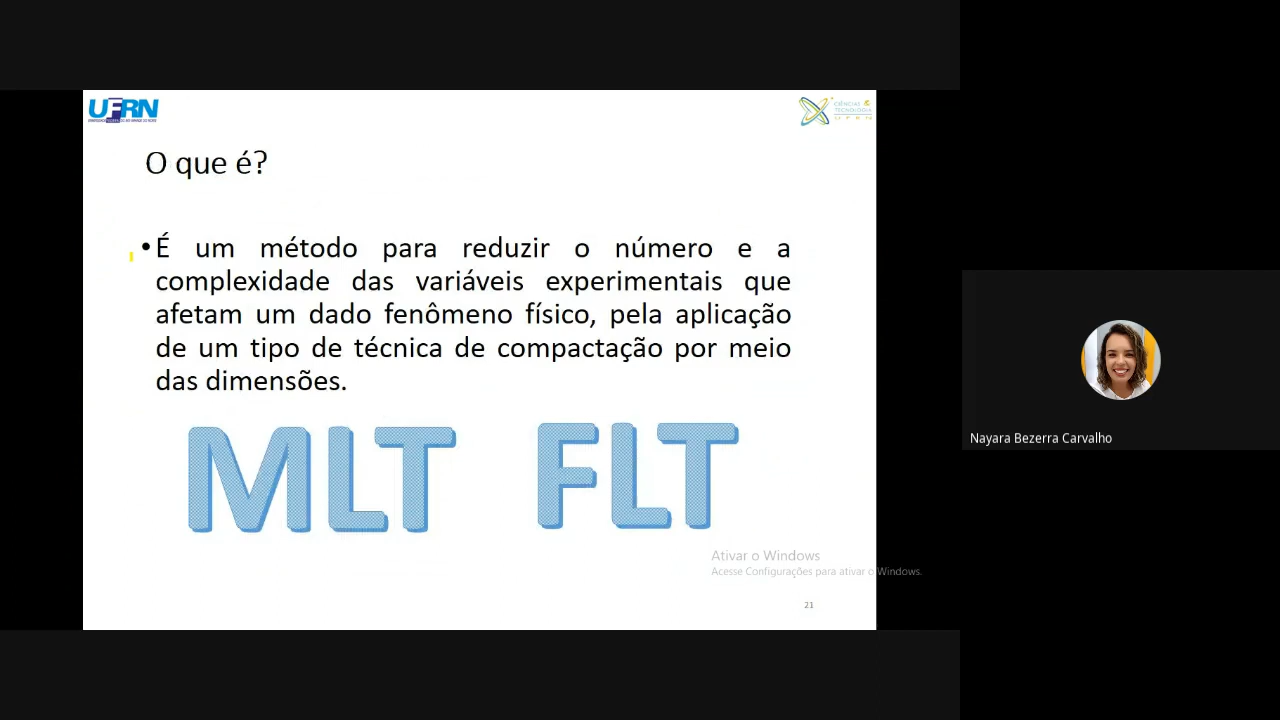 UFRN
CIÊNCIAS &
TECNOLOGIA
UFRN
O que é?
• É um método para reduzir o número e a
complexidade das variáveis experimentais que
afetam um dado fenômeno físico, pela aplicação
de um tipo de técnica de compactação por meio
das dimensões.
MLT FLT
Ativar o Windows
Acesse Configurações para ativar o Windows.
21
Nayara Bezerra Carvalho